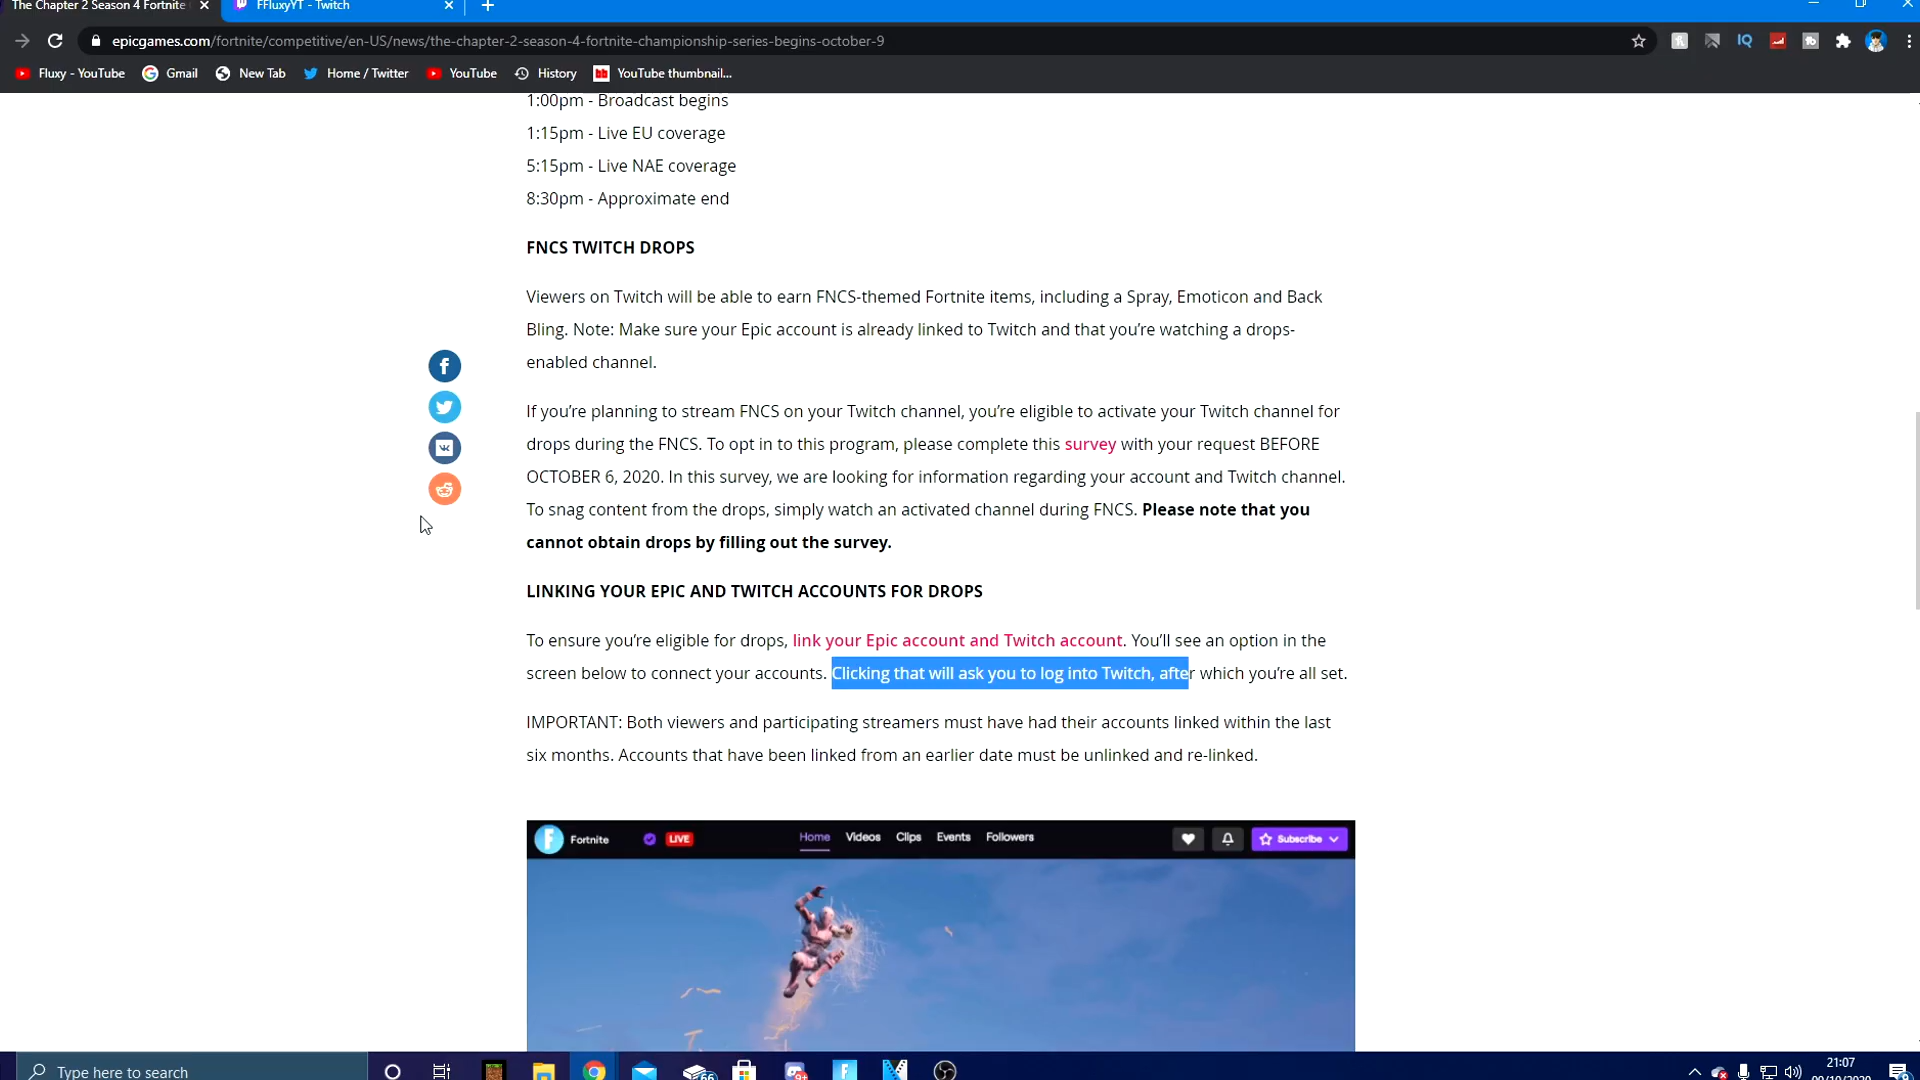 The Chapter 2 Season 4 Fortnite
FFluxyYT - Twitch
epicgames.com/fortnite/competitive/en-US/news/the-chapter-2-season-4-fortnite-championship-series-begins-october-9
Fluxy - YouTube
Gmail
New Tab
Home / Twitter
YouTube
History
YouTube thumbnail...
1:00pm - Broadcast begins
1:15pm - Live EU coverage
5:15pm - Live NAE coverage
8:30pm - Approximate end
FNCS TWITCH DROPS
Viewers on Twitch will be able to earn FNCS-themed Fortnite items, including a Spray, Emoticon and Back
Bling. Note: Make sure your Epic account is already linked to Twitch and that you’re watching a drops-
enabled channel.
If you’re planning to stream FNCS on your Twitch channel, you’re eligible to activate your Twitch channel for
drops during the FNCS. To opt in to this program, please complete this survey with your request BEFORE
OCTOBER 6, 2020. In this survey, we are looking for information regarding your account and Twitch channel.
To snag content from the drops, simply watch an activated channel during FNCS. Please note that you
cannot obtain drops by filling out the survey.
LINKING YOUR EPIC AND TWITCH ACCOUNTS FOR DROPS
To ensure you’re eligible for drops, link your Epic account and Twitch account. You’ll see an option in the
screen below to connect your accounts. Clicking that will ask you to log into Twitch, after which you’re all set.
IMPORTANT: Both viewers and participating streamers must have had their accounts linked within the last
six months. Accounts that have been linked from an earlier date must be unlinked and re-linked.
Fortnite
LIVE
Home
Videos
Clips
Events
Followers
Subscribe
Type here to search
66
21:07